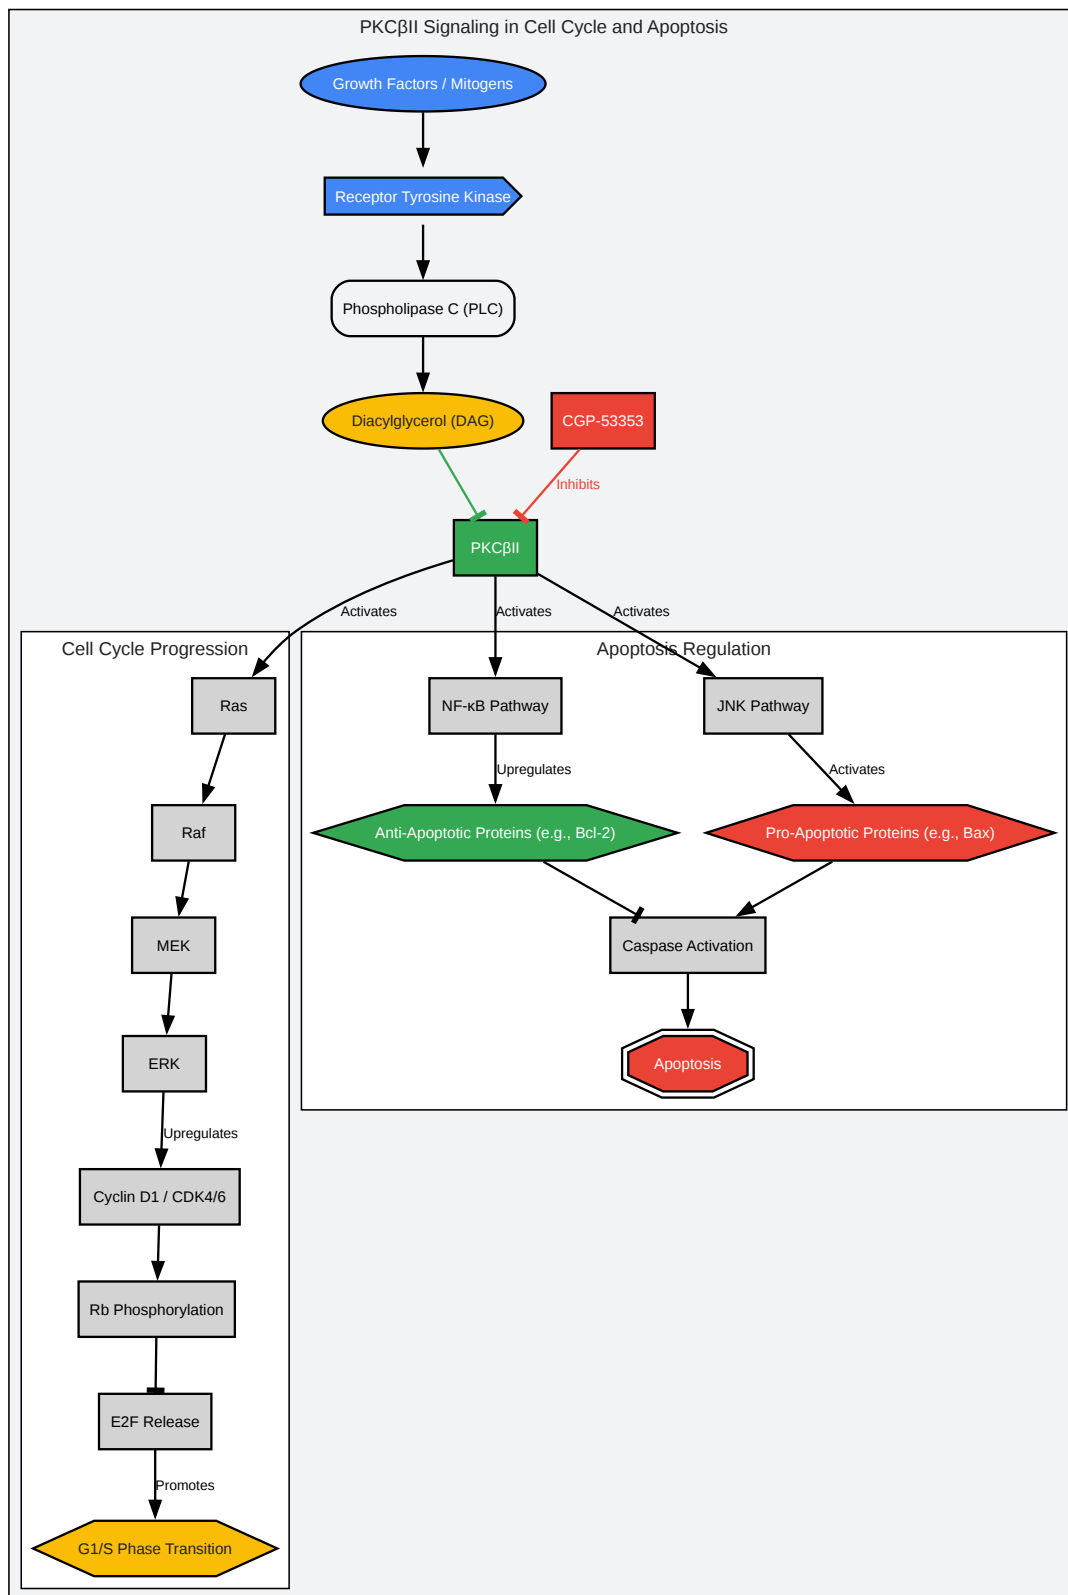 PKCβII Signaling in Cell Cycle and Apoptosis
Growth Factors / Mitogens
Receptor Tyrosine Kinase
Phospholipase C (PLC)
Diacylglycerol (DAG)
CGP-53353
Inhibits
PKCβII
Activates
Activates
Activates
Cell Cycle Progression
Ras
Raf
MEK
ERK
Upregulates
Cyclin D1 / CDK4/6
Rb Phosphorylation
E2F Release
Promotes
G1/S Phase Transition
Apoptosis Regulation
NF-κB Pathway
JNK Pathway
Upregulates
Activates
Anti-Apoptotic Proteins (e.g., Bcl-2)
Pro-Apoptotic Proteins (e.g., Bax)
Caspase Activation
Apoptosis